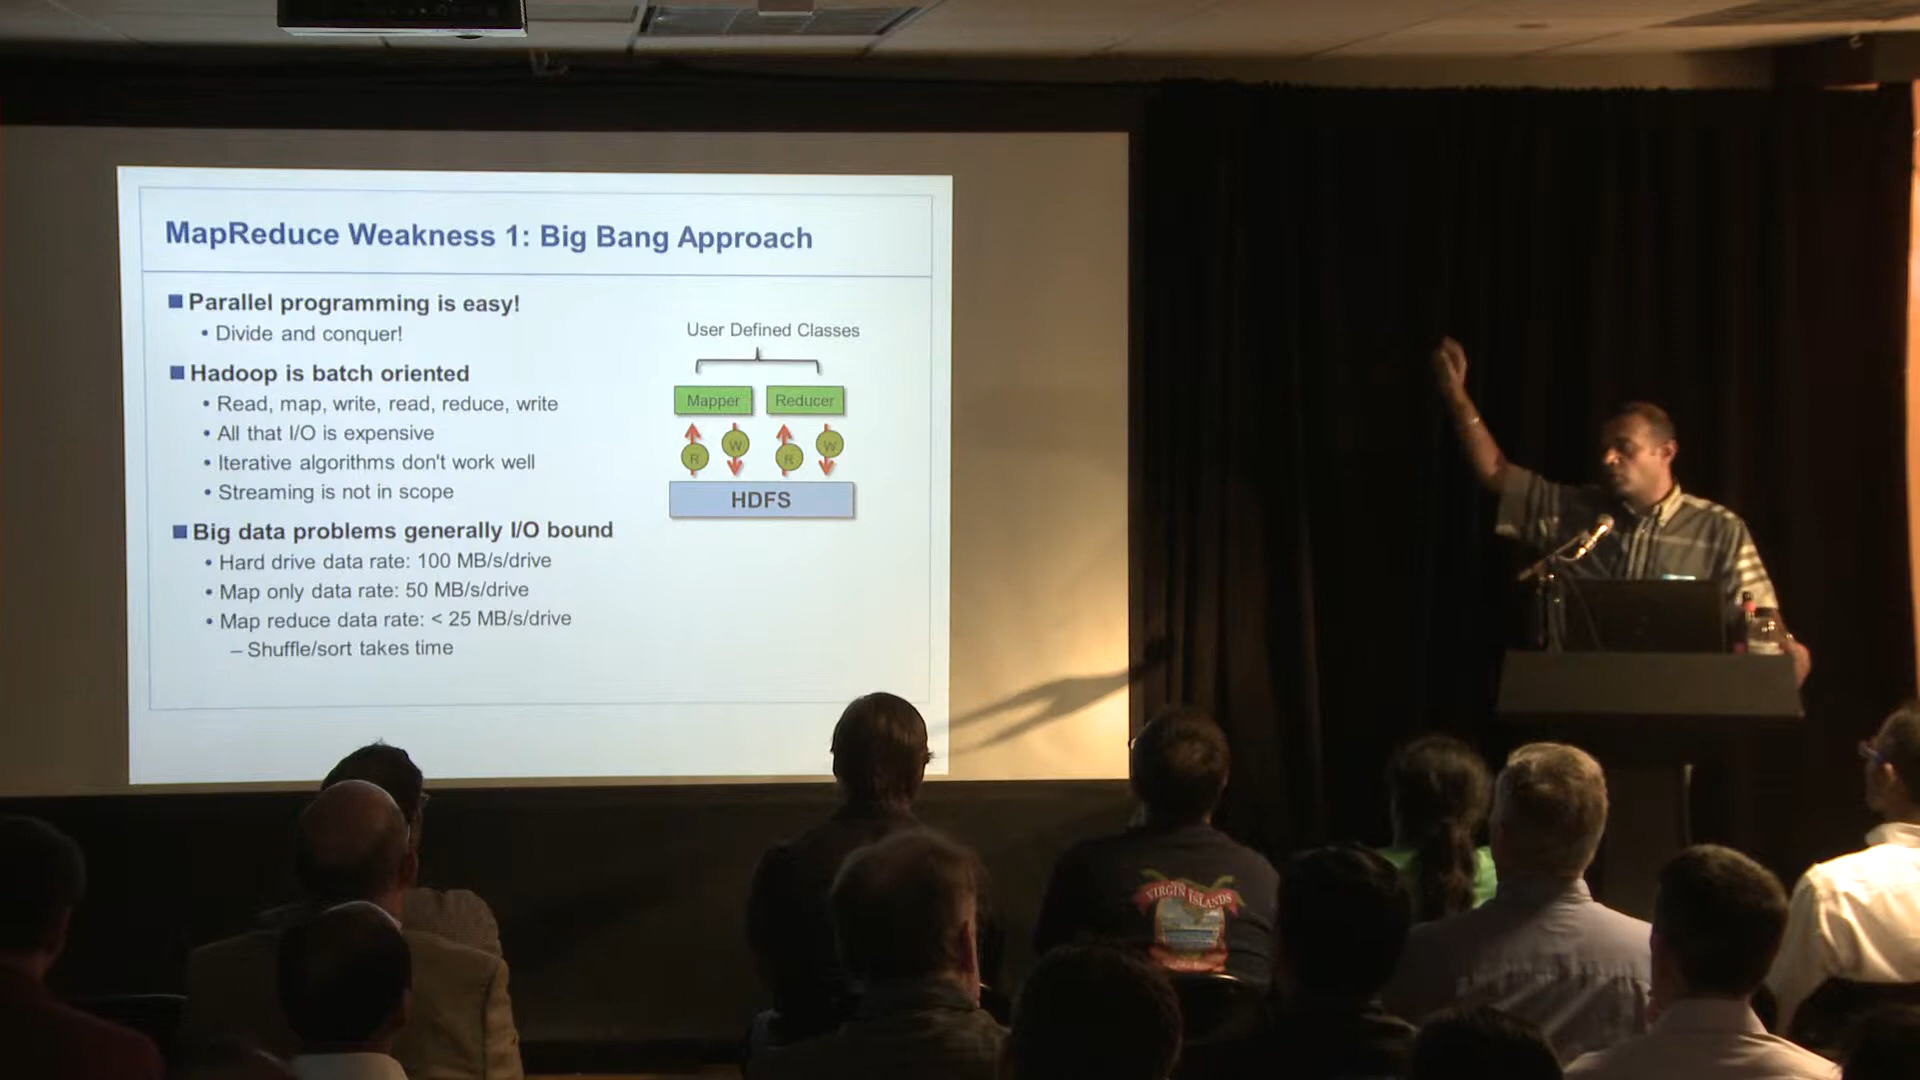 MapReduce Weakness 1: Big Bang Approach
Parallel programming is easy!
• Divide and conquer!
Hadoop is batch oriented
• Read, map, write, read, reduce, write
• All that I/O is expensive
• Iterative algorithms don't work well
• Streaming is not in scope
Big data problems generally I/O bound
• Hard drive data rate: 100 MB/s/drive
• Map only data rate: 50 MB/s/drive
• Map reduce data rate: < 25 MB/s/drive
– Shuffle/sort takes time
User Defined Classes
Mapper Reducer
R W R W
HDFS
VIRGIN ISLANDS